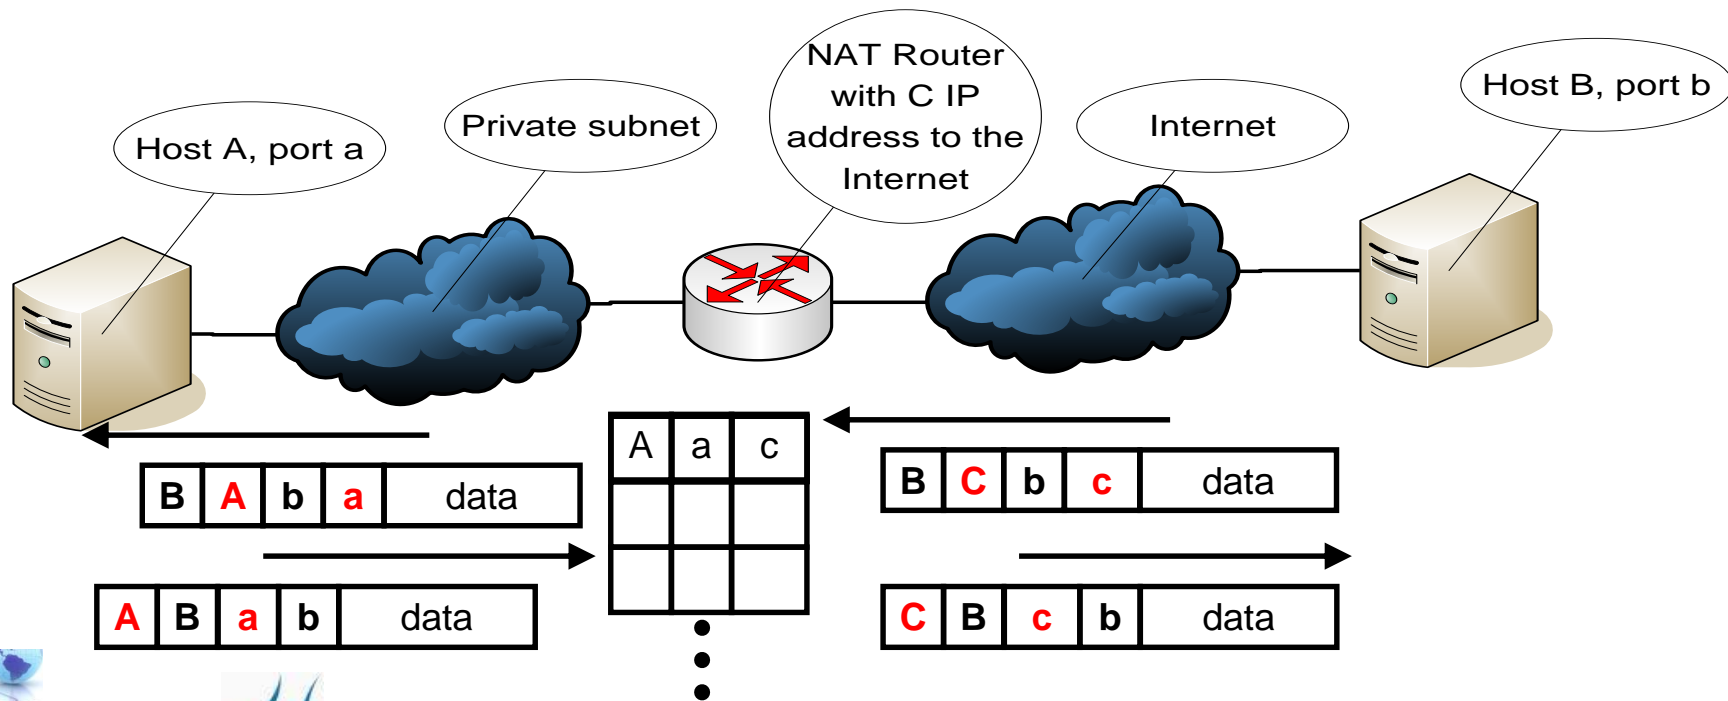 Host A, port a
Private subnet
NAT Router
with C IP
address to the
Internet
Internet
Host B, port b
A a c
B A b a data
B C b c data
A B a b data
C B c b data